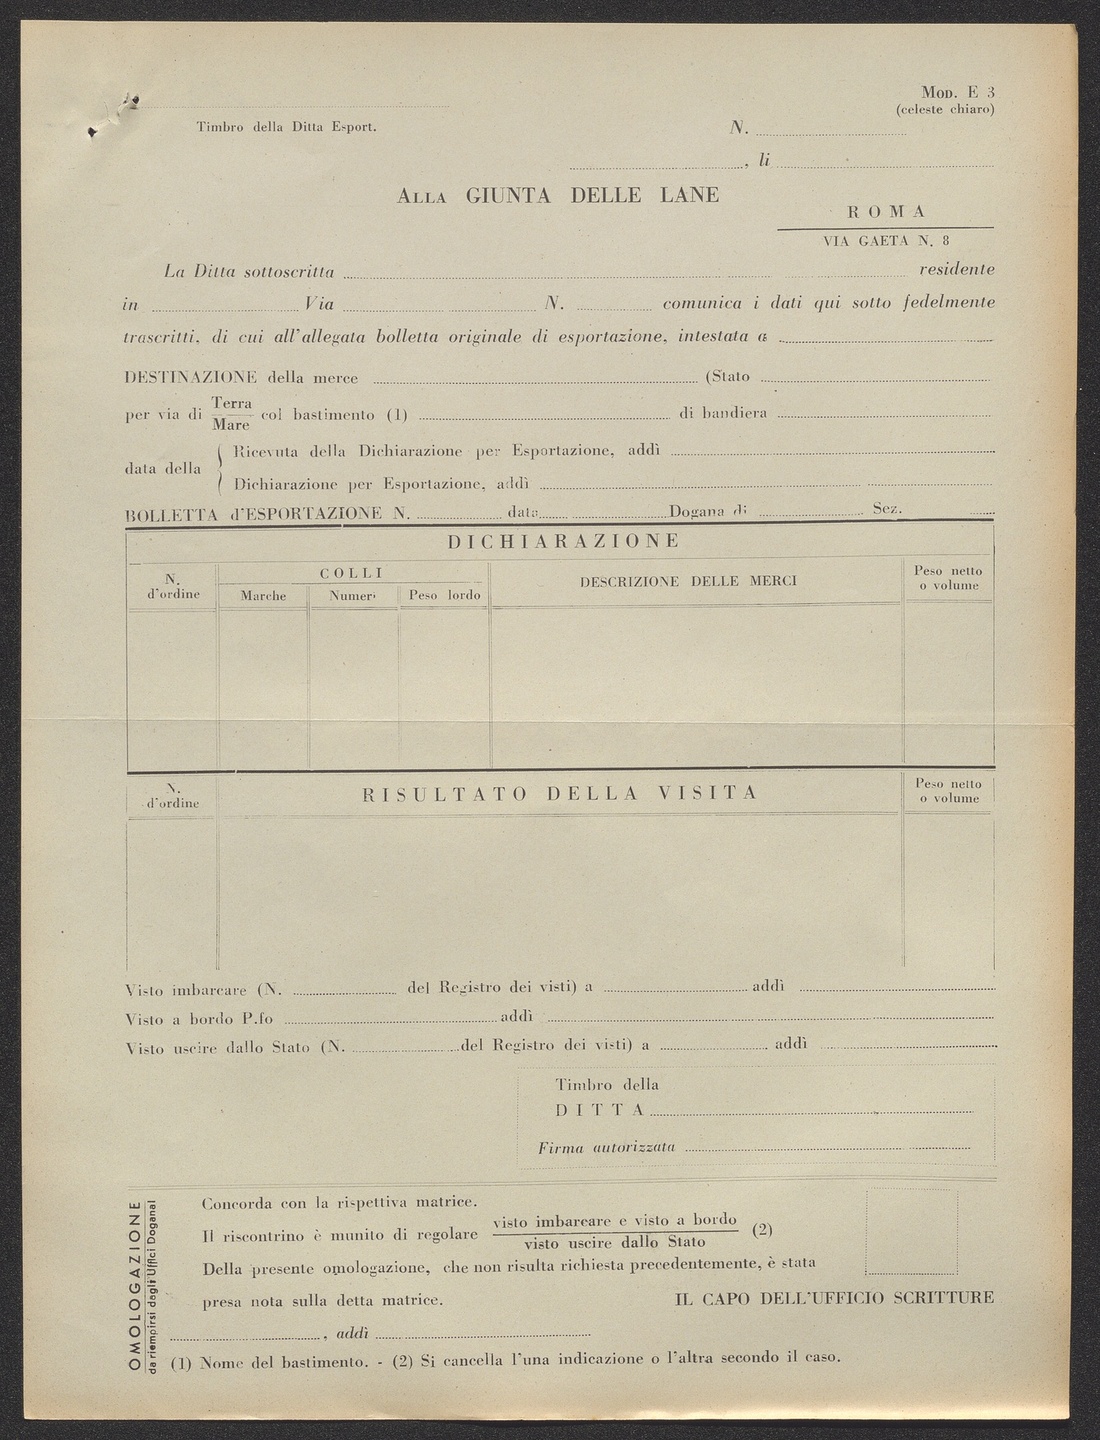 Mod. E 3
(celeste chiaro)
Timbro della Ditta Esport.
N.
, li
Alla GIUNTA DELLE LANE
ROMA
VIA GAETA N. 8
La Ditta sottoscritta residente
in Via N. comunica i dati qui sotto fedelmente
trascritti, di cui all'allegata bolletta originale di esportazione, intestata a
DESTINAZIONE della merce (Stato
per via di Terra
Mare col bastimento (1) di bandiera
data della
Ricevuta della Dichiarazione per Esportazione, addì
Dichiarazione per Esportazione, addì
BOLLETTA d'ESPORTAZIONE N. data Dogana di Sez.
DICHIARAZIONE
N. d'ordine
COLLI
Marche Numeri Peso lordo
DESCRIZIONE DELLE MERCI
Peso netto
o volume
N.
d'ordine
RISULTATO DELLA VISITA
Peso netto
o volume
Visto imbarcare (N. del Registro dei visti) a addì
Visto a bordo P.fo addì
Visto uscire dallo Stato (N. del Registro dei visti) a addì
Timbro della
DITTA
Firma autorizzata
OMOLOGAZIONE
da riempirsi dagli Uffici Doganali
Concorda con la rispettiva matrice.
Il riscontrino è munito di regolare visto imbarcare e visto a bordo (2)
visto uscire dallo Stato
Della presente omologazione, che non risulta richiesta precedentemente, è stata
presa nota sulla detta matrice.
IL CAPO DELL'UFFICIO SCRITTURE
, addì
(1) Nome del bastimento. - (2) Si cancella l'una indicazione o l'altra secondo il caso.